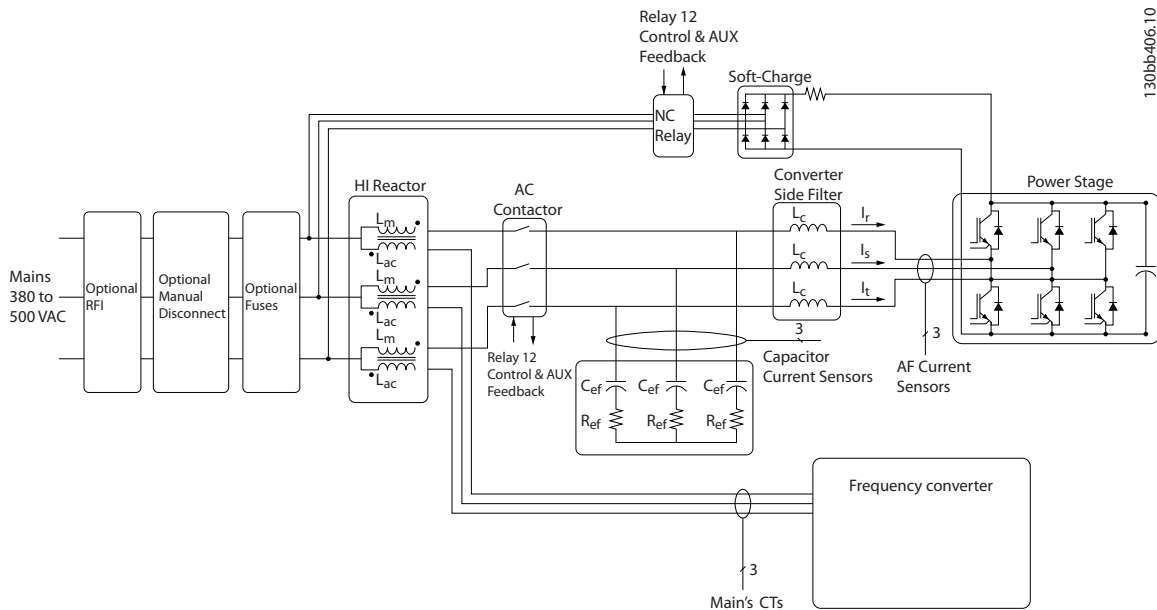 Relay 12
Control & AUX
Feedback
130bb406.10
Soft-Charge
NC
Relay
HI Reactor
AC
Contactor
Converter
Side Filter
Power Stage
Lm
Lac
Lm
Lac
Lm
Lac
Lc
Lc
Lc
Ir
Is
It
Mains
380 to
500 VAC
Optional
RFI
Optional
Manual
Disconnect
Optional
Fuses
Relay 12
Control & AUX
Feedback
3
Capacitor
Current Sensors
3
AF Current
Sensors
Cef
Cef
Cef
Ref
Ref
Ref
Frequency converter
3
Main's CTs